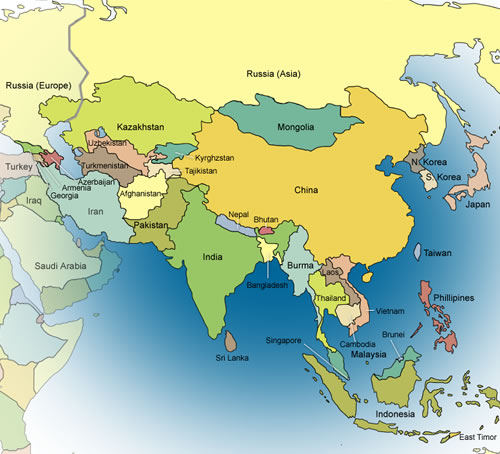 Russia (Europe)
Russia (Asia)
Kazakhstan
Mongolia
Uzbekistan
Kyrghzstan
Turkey
Turkmenistan
Tajikistan
N. Korea
S. Korea
Azerbaijan
Armenia
Georgia
Afghanistan
China
Japan
Iraq
Iran
Pakistan
Nepal
Bhutan
Taiwan
Saudi Arabia
India
Burma
Laos
Bangladesh
Thailand
Phillipines
Vietnam
Sri Lanka
Singapore
Cambodia
Brunei
Malaysia
Indonesia
East Timor